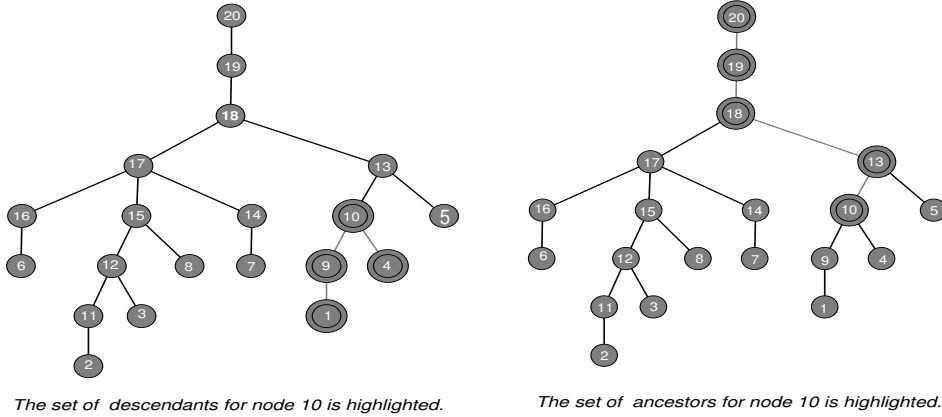 20 20
19 19
18 18
17 13 17 13
16 15 14 10 5 16 15 14 10 5
6 12 8 7 9 4 6 12 8 7 9 4
11 3 1 11 3 1
2 2
The set of descendants for node 10 is highlighted. The set of ancestors for node 10 is highlighted.